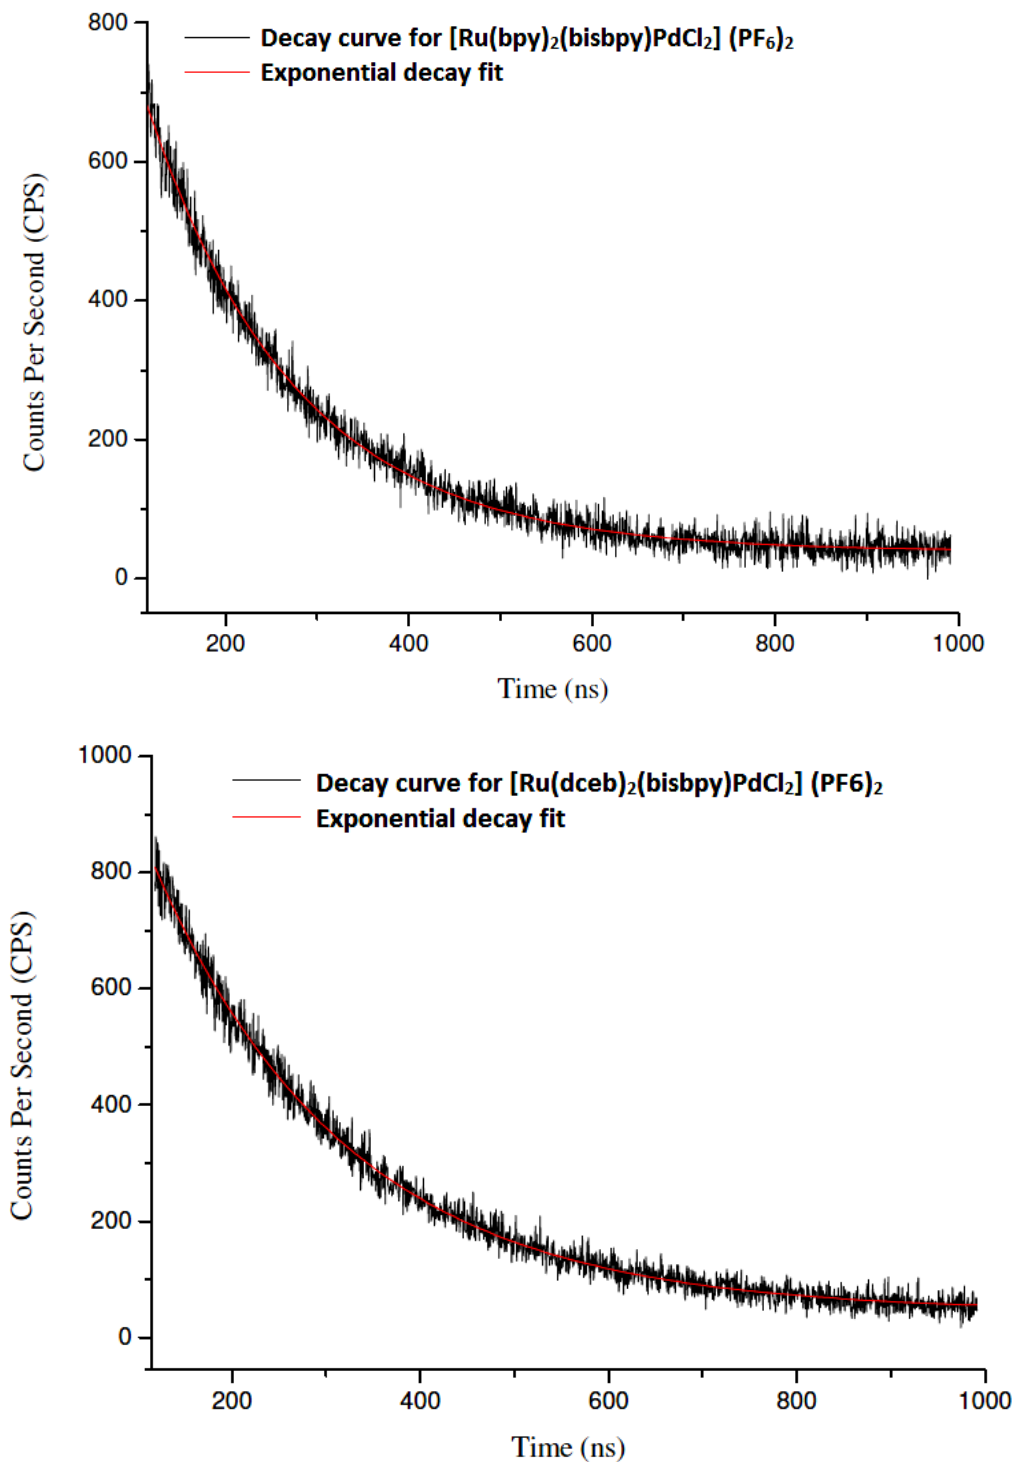 800
Decay curve for [Ru(bpy)₂(bisbpy)PdCl₂] (PF₆)₂
Exponential decay fit
600
400
200
0
Counts Per Second (CPS)
200 400 600 800 1000
Time (ns)
1000
Decay curve for [Ru(dceb)₂(bisbpy)PdCl₂] (PF6)₂
Exponential decay fit
800
600
400
200
0
Counts Per Second (CPS)
200 400 600 800 1000
Time (ns)